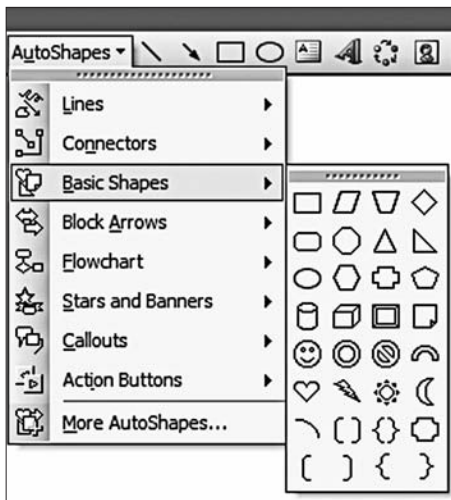 AutoShapes
Lines
Connectors
Basic Shapes
Block Arrows
Flowchart
Stars and Banners
Callouts
Action Buttons
More AutoShapes...